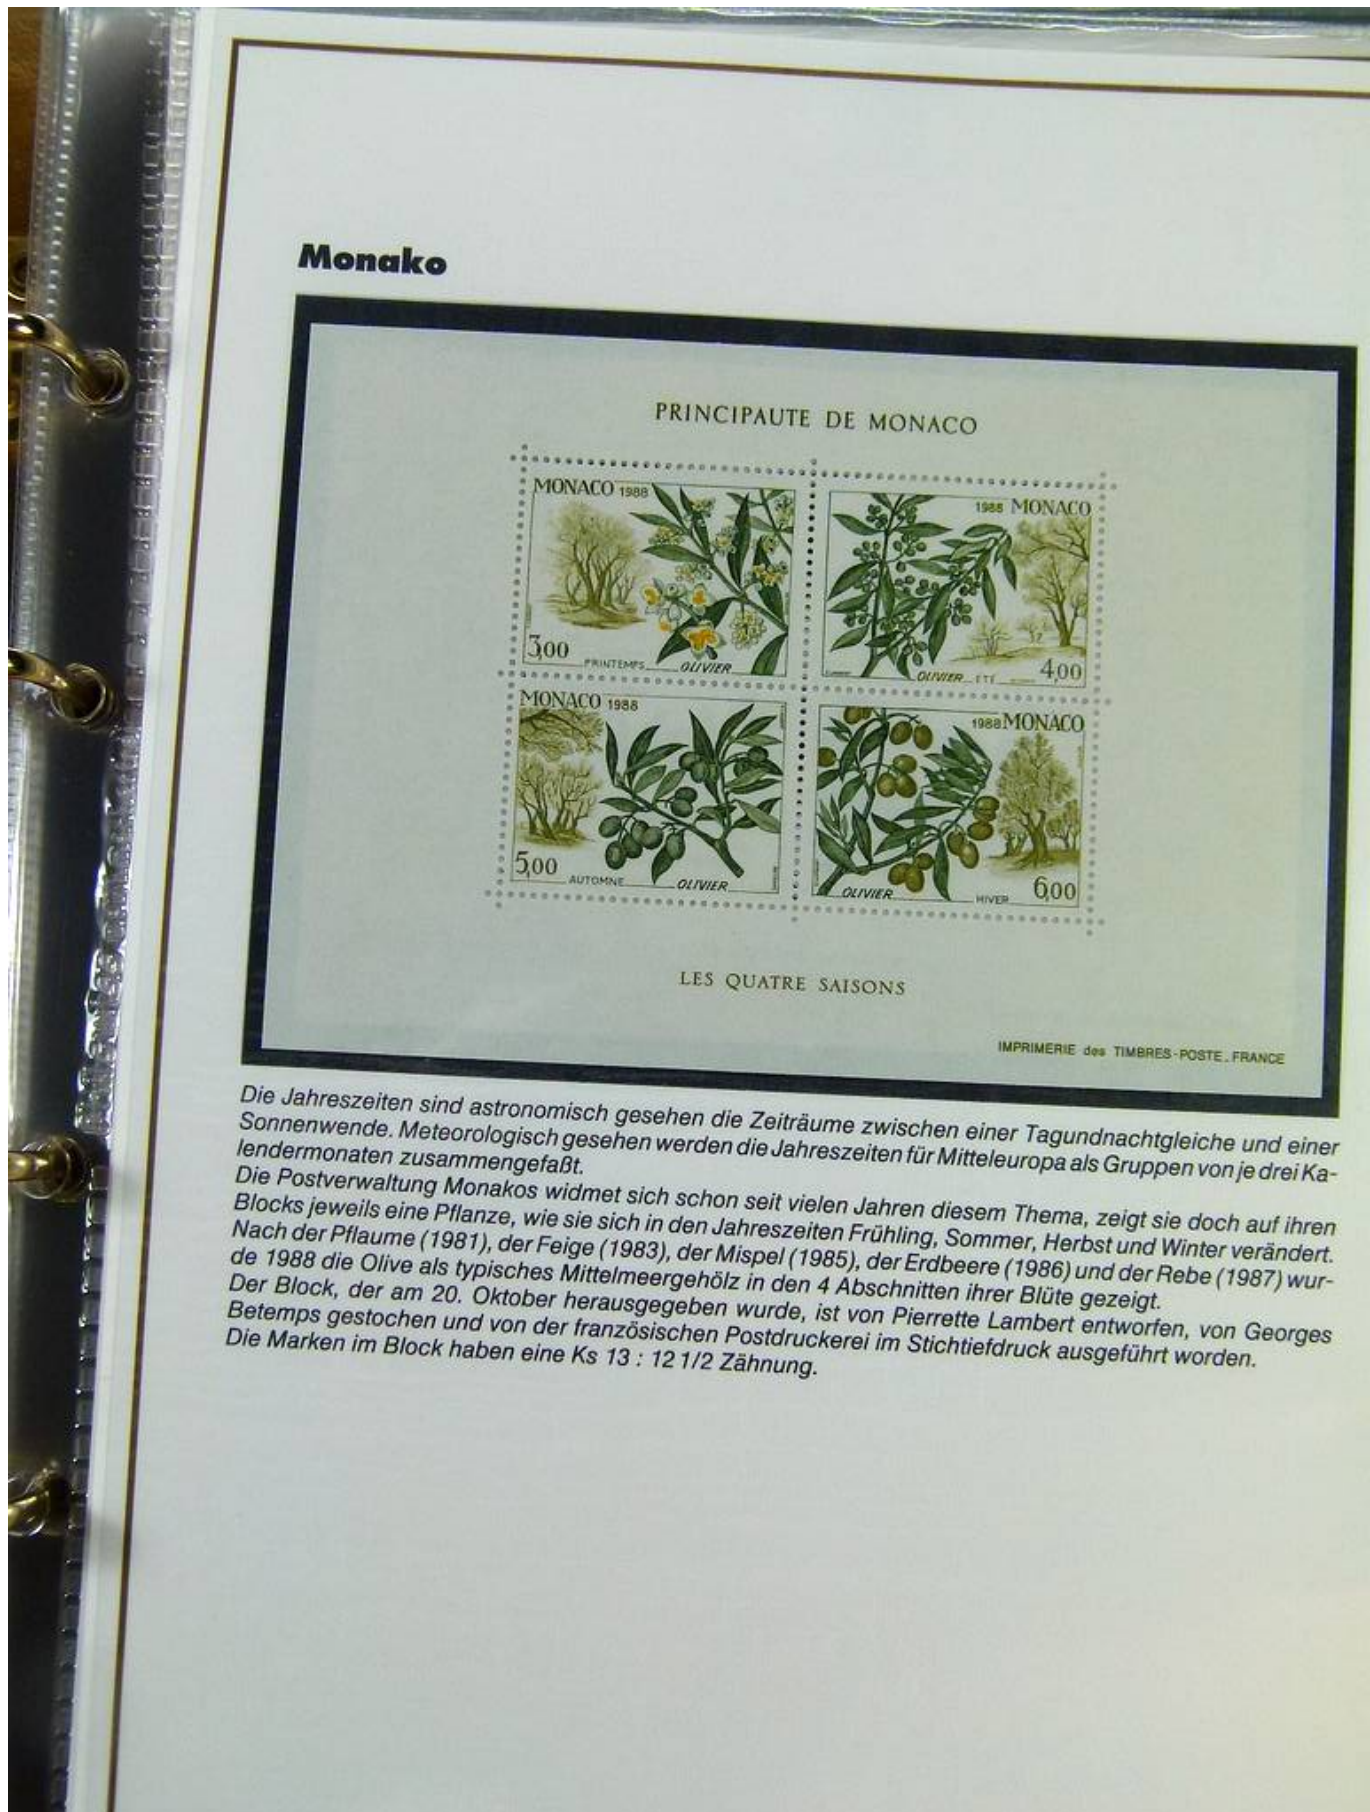 Monako
PRINCIPAUTE DE MONACO
MONACO 1988
3,00
PRINTEMPS
OLIVIER
1988 MONACO
OLIVIER
ETÉ
4,00
MONACO 1988
5,00
AUTOMNE
OLIVIER
1988 MONACO
OLIVIER
HIVER
6,00
LES QUATRE SAISONS
IMPRIMERIE des TIMBRES-POSTE_FRANCE
Die Jahreszeiten sind astronomisch gesehen die Zeiträume zwischen einer Tagundnachtgleiche und einer
Sonnenwende. Meteorologisch gesehen werden die Jahreszeiten für Mitteleuropa als Gruppen von je drei Ka-
lendermonaten zusammengefaßt.
Die Postverwaltung Monakos widmet sich schon seit vielen Jahren diesem Thema, zeigt sie doch auf ihren
Blocks jeweils eine Pflanze, wie sie sich in den Jahreszeiten Frühling, Sommer, Herbst und Winter verändert.
Nach der Pflaume (1981), der Feige (1983), der Mispel (1985), der Erdbeere (1986) und der Rebe (1987) wur-
de 1988 die Olive als typisches Mittelmeergehölz in den 4 Abschnitten ihrer Blüte gezeigt.
Der Block, der am 20. Oktober herausgegeben wurde, ist von Pierrette Lambert entworfen, von Georges
Betemps gestochen und von der französischen Postdruckerei im Stichtiefdruck ausgeführt worden.
Die Marken im Block haben eine Ks 13 : 12 1/2 Zähnung.